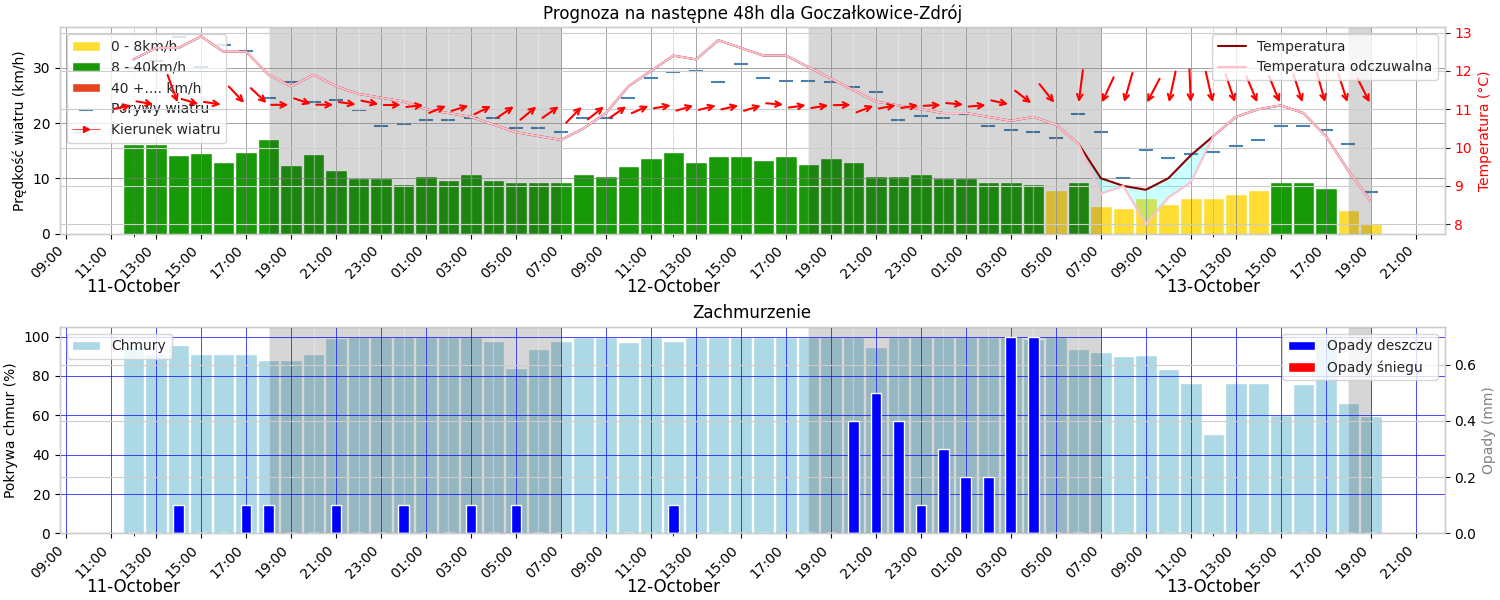 Prognoza na następne 48h dla Goczałkowice-Zdrój
Prędkość wiatru (km/h)
30
20
10
0
0 - 8km/h
8 - 40km/h
40 +.... km/h
Porywy wiatru
Kierunek wiatru
Temperatura
Temperatura odczuwalna
13
12
11
10
9
8
Temperatura (°C)
09:00 11:00 13:00 15:00 17:00 19:00 21:00 23:00 01:00 03:00 05:00 07:00 09:00 11:00 13:00 15:00 17:00 19:00 21:00 23:00 01:00 03:00 05:00 07:00 09:00 11:00 13:00 15:00 17:00 19:00 21:00
11-October 12-October 13-October
Zachmurzenie
Pokrywa chmur (%)
100
80
60
40
20
0
Chmury
Opady deszczu
Opady śniegu
0.6
0.4
0.2
0.0
Opady (mm)
09:00 11:00 13:00 15:00 17:00 19:00 21:00 23:00 01:00 03:00 05:00 07:00 09:00 11:00 13:00 15:00 17:00 19:00 21:00 23:00 01:00 03:00 05:00 07:00 09:00 11:00 13:00 15:00 17:00 19:00 21:00
11-October 12-October 13-October